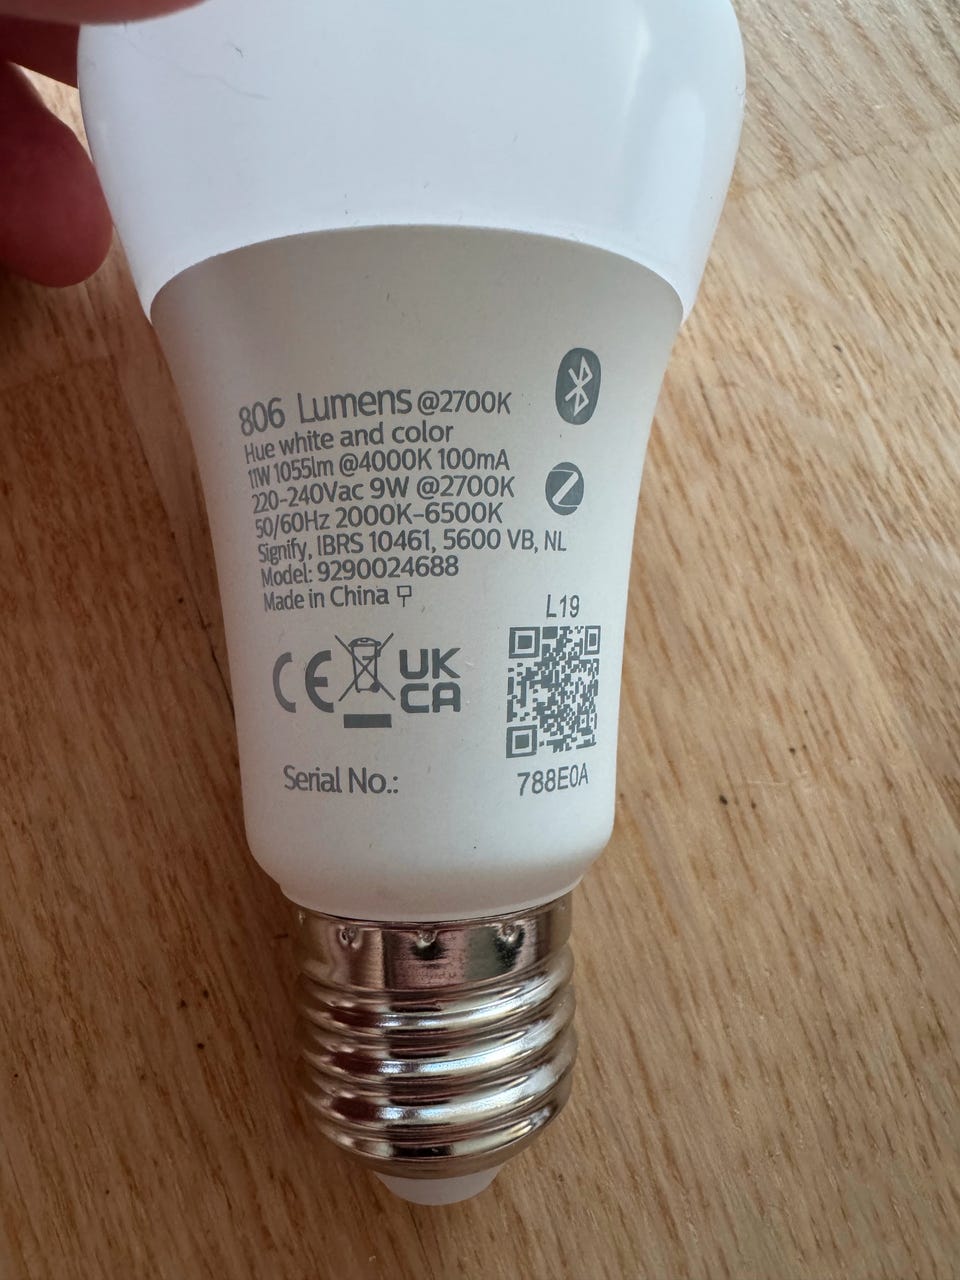 806 Lumens @2700K
Hue white and color
11W 1055lm @4000K 100mA
220-240Vac 9W @2700K
50/60Hz 2000K-6500K
Signify, IBRS 10461, 5600 VB, NL
Model: 9290024688
Made in China
L19
CE UK
CA
Serial No.: 788E0A